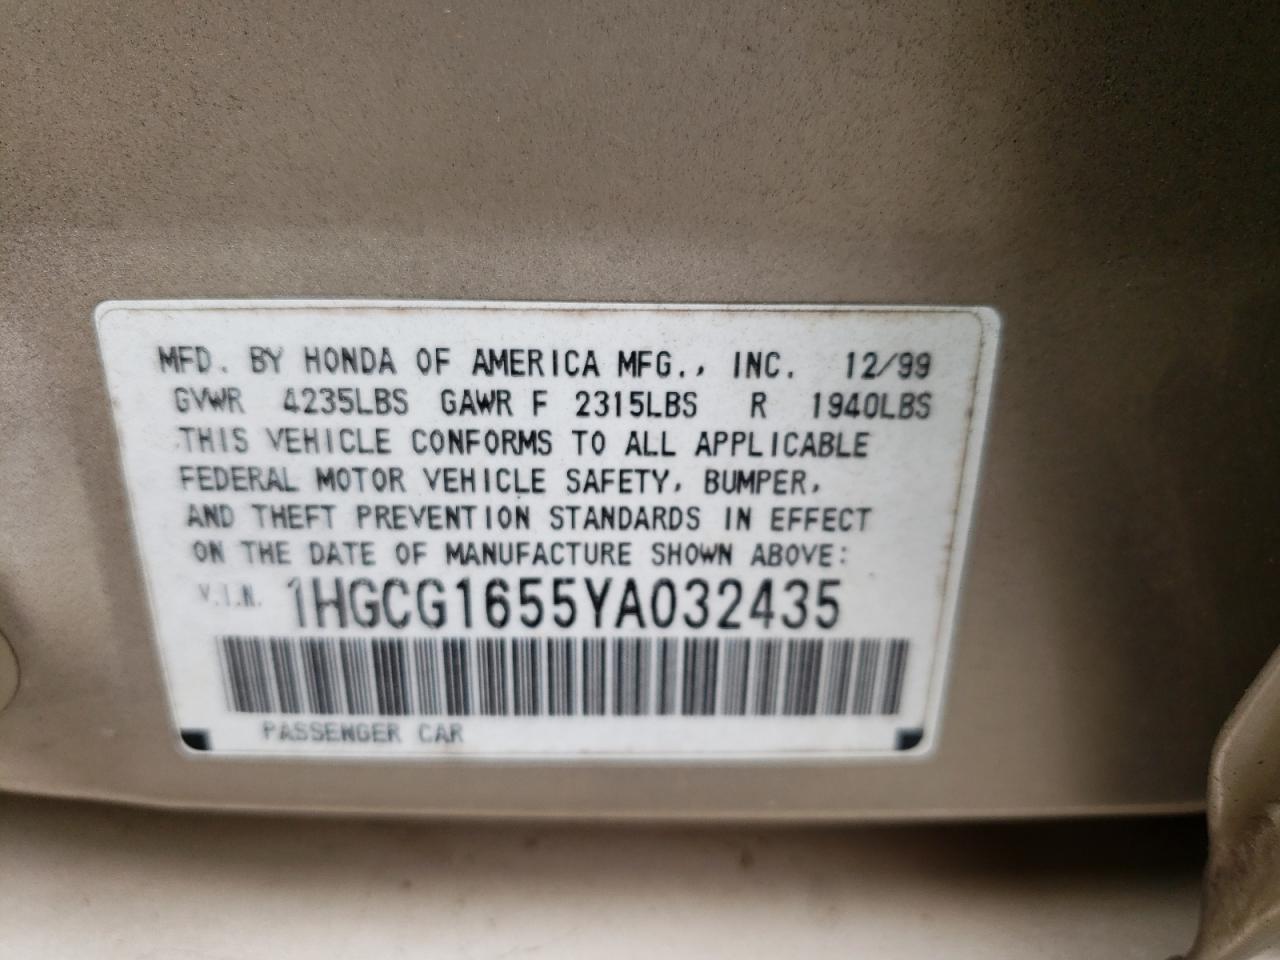 MFD. BY HONDA OF AMERICA MFG., INC. 12/99
GVWR 4235LBS GAWR F 2315LBS R 1940LBS
THIS VEHICLE CONFORMS TO ALL APPLICABLE
FEDERAL MOTOR VEHICLE SAFETY, BUMPER,
AND THEFT PREVENTION STANDARDS IN EFFECT
ON THE DATE OF MANUFACTURE SHOWN ABOVE:
V.I.N. 1HGCG1655YA032435
PASSENGER CAR